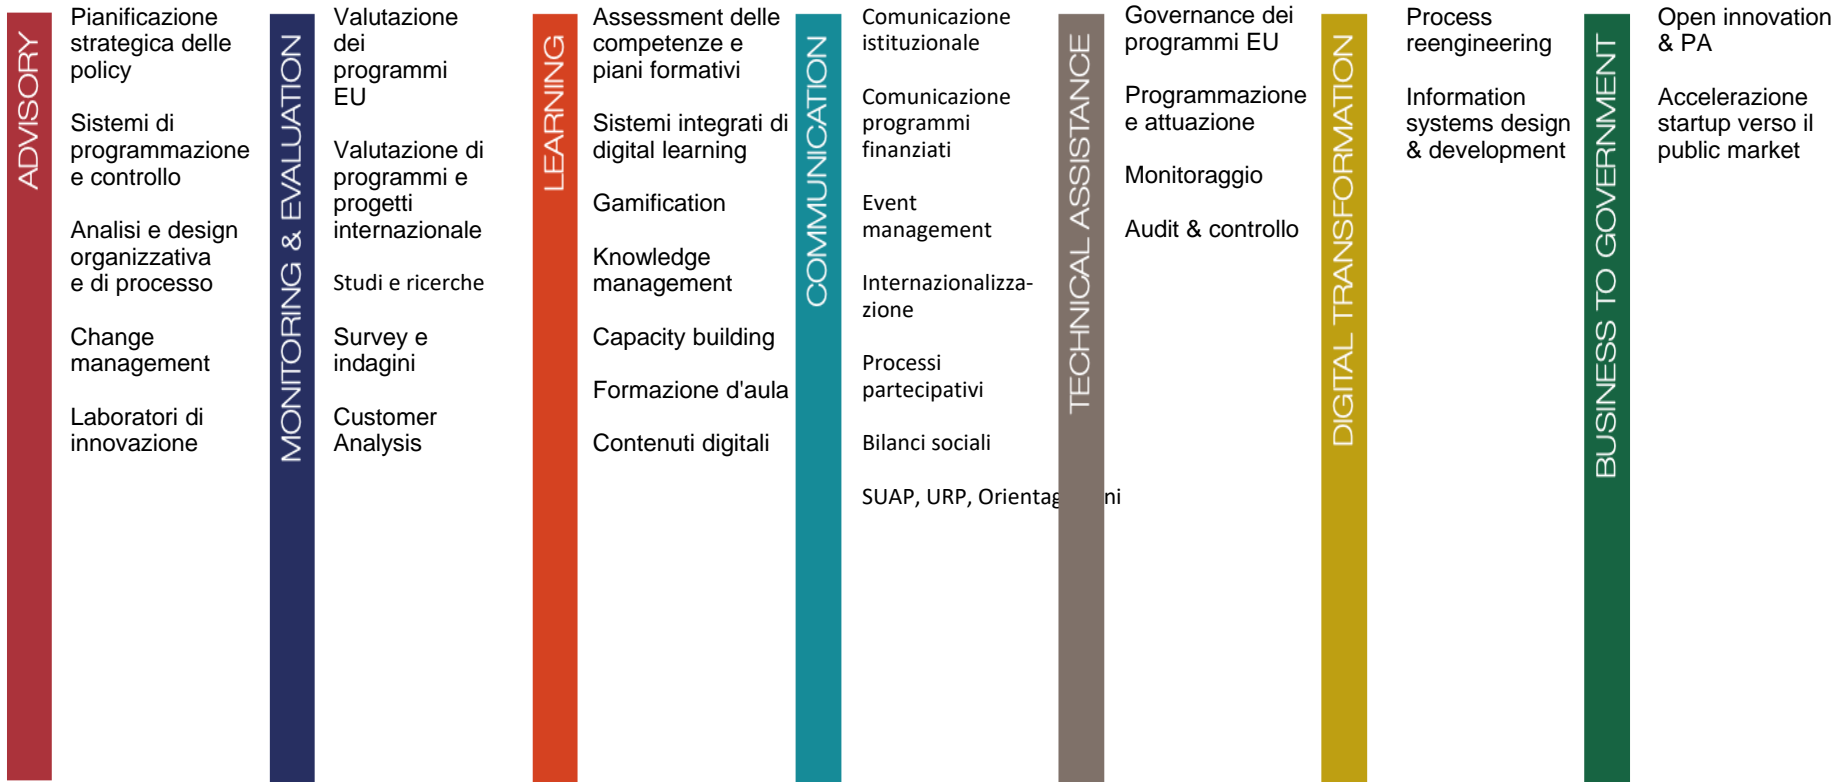 ADVISORY
Pianificazione
strategica delle
policy
Sistemi di
programmazione
e controllo
Analisi e design
organizzativa
e di processo
Change
management
Laboratori di
innovazione
MONITORING & EVALUATION
Valutazione
dei
programmi
EU
Valutazione di
programmi e
progetti
internazionale
Studi e ricerche
Survey e
indagini
Customer
Analysis
LEARNING
Assessment delle
competenze e
piani formativi
Sistemi integrati di
digital learning
Gamification
Knowledge
management
Capacity building
Formazione d'aula
Contenuti digitali
COMMUNICATION
Comunicazione
istituzionale
Comunicazione
programmi
finanziati
Event
management
Internazionalizza-
zione
Processi
partecipativi
Bilanci sociali
SUAP, URP,
TECHNICAL ASSISTANCE
Governance dei
programmi EU
Programmazione
e attuazione
Monitoraggio
Audit & controllo
DIGITAL TRANSFORMATION
Process
reengineering
Information
systems design
& development
BUSINESS TO GOVERNMENT
Open innovation
& PA
Accelerazione
startup verso il
public market